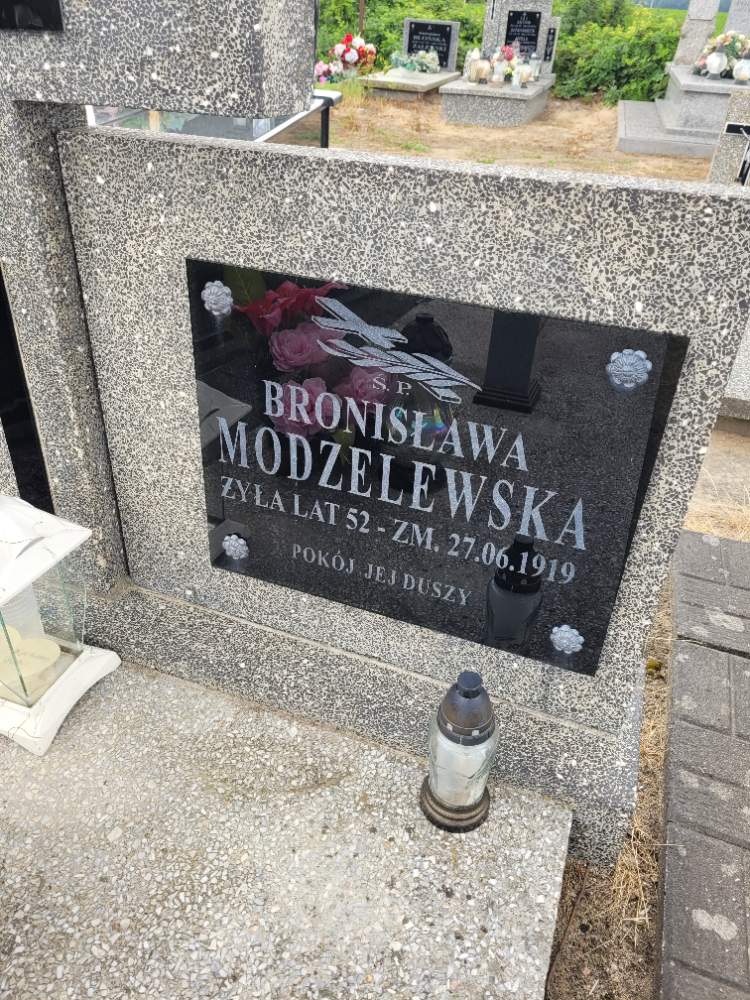 Ś. P.
BRONISŁAWA
MODZELEWSKA
ŻYŁA LAT 52 - ZM. 27.06.1919
POKÓJ JEJ DUSZY